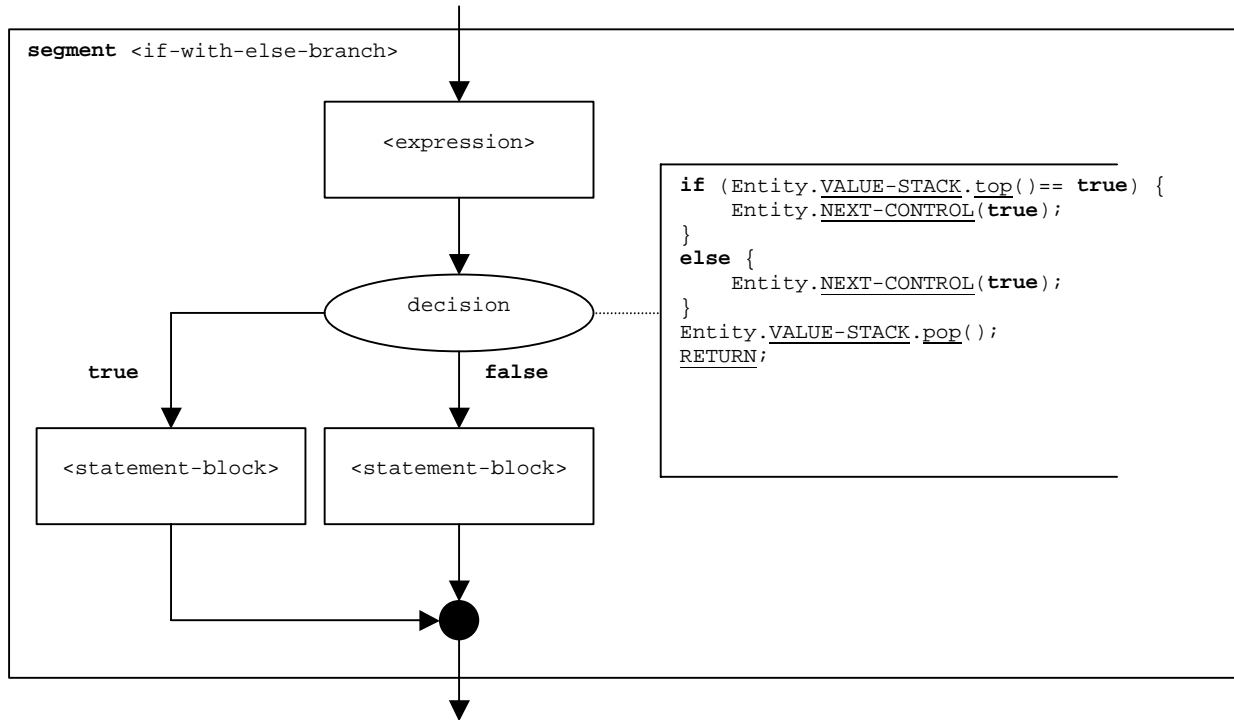 segment <if-with-else-branch>
<expression>
if (Entity.VALUE-STACK.top()== true) {
    Entity.NEXT-CONTROL(true);
}
else {
    Entity.NEXT-CONTROL(true);
}
Entity.VALUE-STACK.pop();
RETURN;
decision
true
false
<statement-block>
<statement-block>